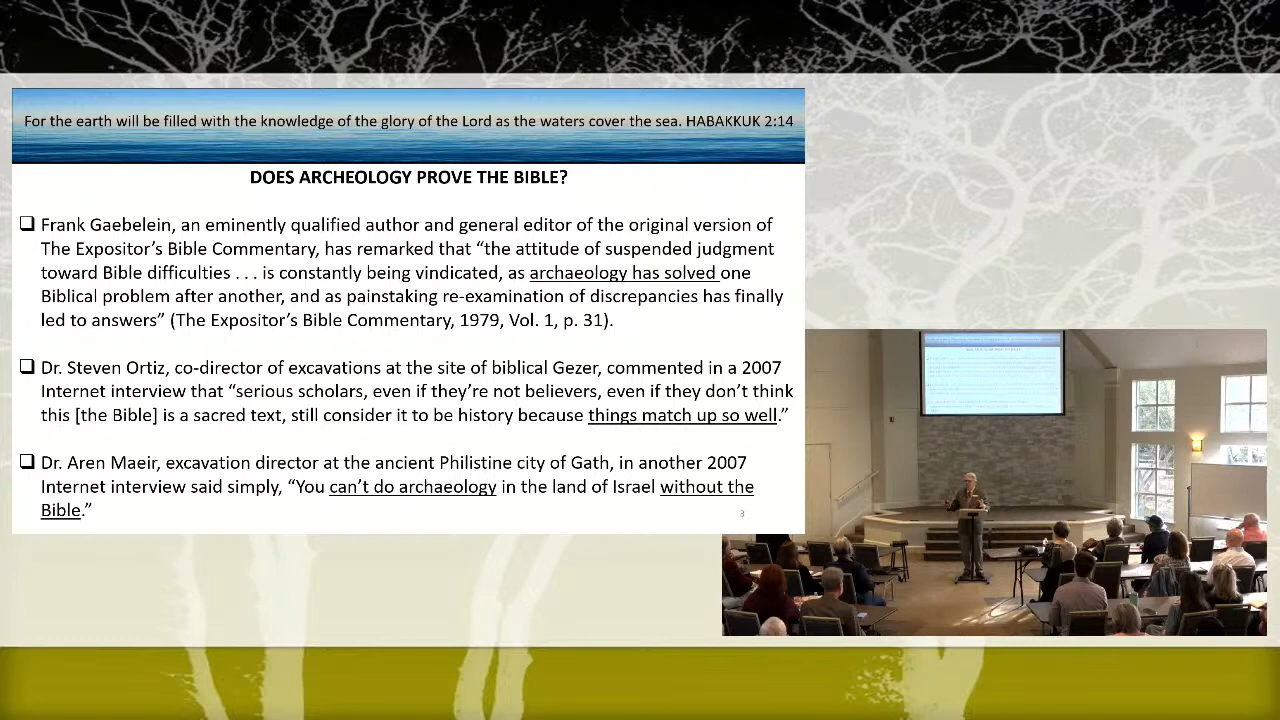 For the earth will be filled with the knowledge of the glory of the Lord as the waters cover the sea. HABAKKUK 2:14
DOES ARCHEOLOGY PROVE THE BIBLE?
❑ Frank Gaebelein, an eminently qualified author and general editor of the original version of
The Expositor's Bible Commentary, has remarked that “the attitude of suspended judgment
toward Bible difficulties . . . is constantly being vindicated, as archaeology has solved one
Biblical problem after another, and as painstaking re-examination of discrepancies has finally
led to answers” (The Expositor's Bible Commentary, 1979, Vol. 1, p. 31).
❑ Dr. Steven Ortiz, co-director of excavations at the site of biblical Gezer, commented in a 2007
Internet interview that “serious scholars, even if they're not believers, even if they don't think
this [the Bible] is a sacred text, still consider it to be history because things match up so well.”
❑ Dr. Aren Maeir, excavation director at the ancient Philistine city of Gath, in another 2007
Internet interview said simply, “You can't do archaeology in the land of Israel without the
Bible.”
3